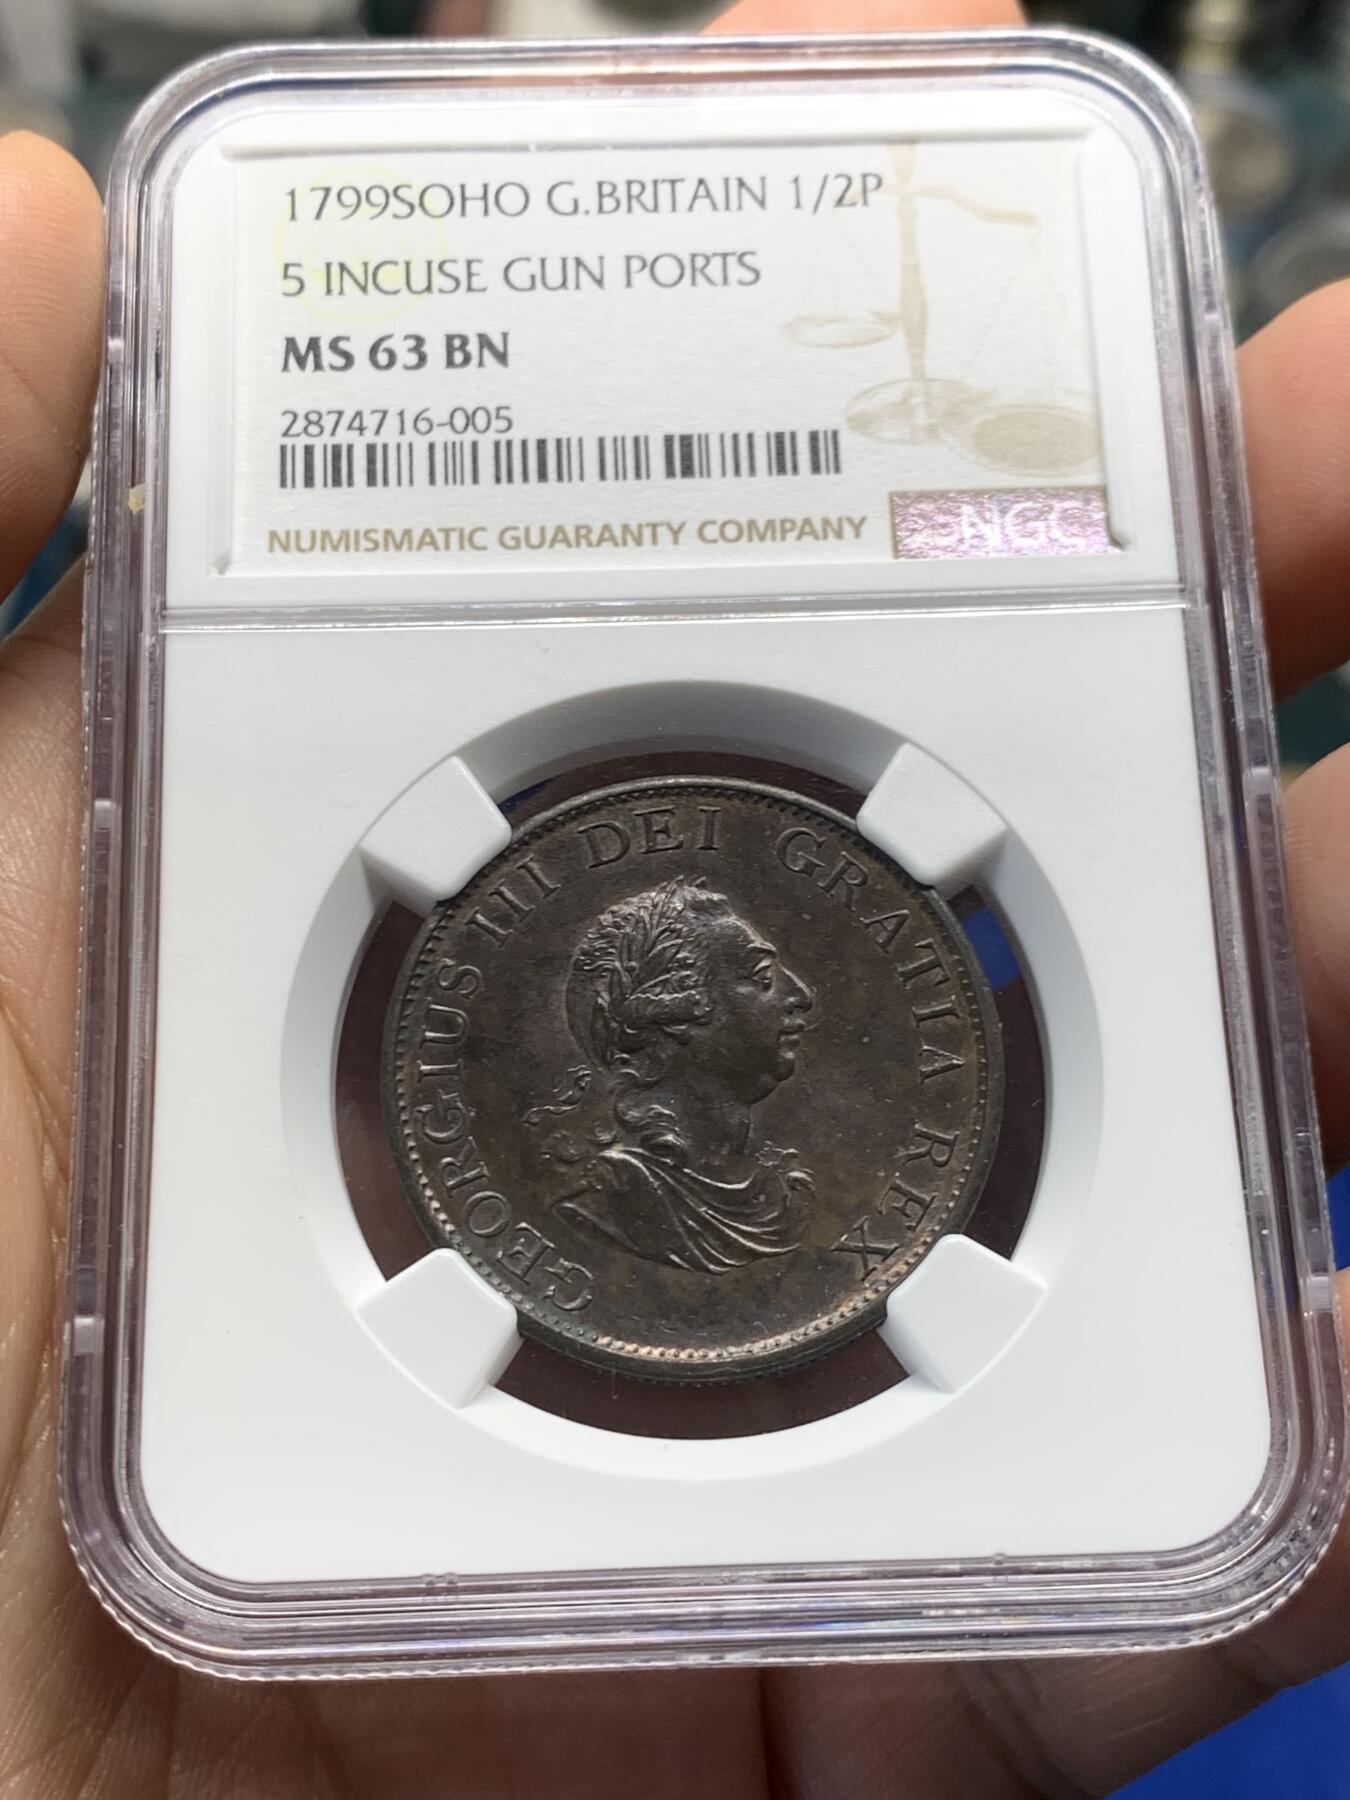 1799SOHO G.BRITAIN 1/2P
5 INCUSE GUN PORTS
MS 63 BN
2874716-005
NUMISMATIC GUARANTY COMPANY
NGC
GEORGIUS III DEI GRATIA REX